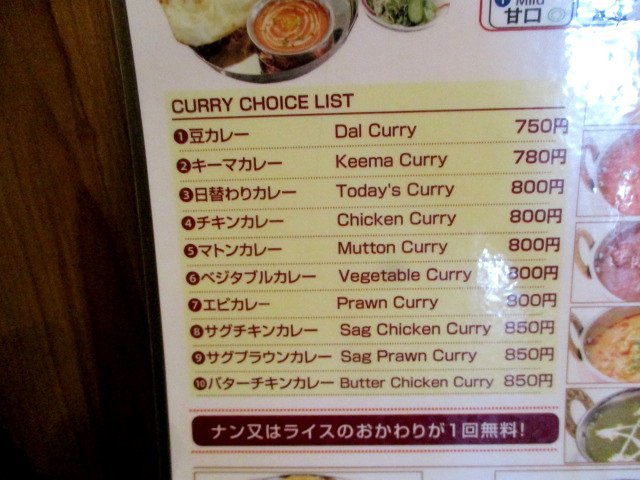 Mild
甘口
CURRY CHOICE LIST
❶豆カレー Dal Curry 750円
❷キーマカレー Keema Curry 780円
❸日替わりカレー Today's Curry 800円
❹チキンカレー Chicken Curry 800円
❺マトンカレー Mutton Curry 800円
❻ベジタブルカレー Vegetable Curry 800円
❼エビカレー Prawn Curry 800円
❽サグチキンカレー Sag Chicken Curry 850円
❾サグプラウンカレー Sag Prawn Curry 850円
❿バターチキンカレー Butter Chicken Curry 850円
ナン又はライスのおかわりが1回無料!